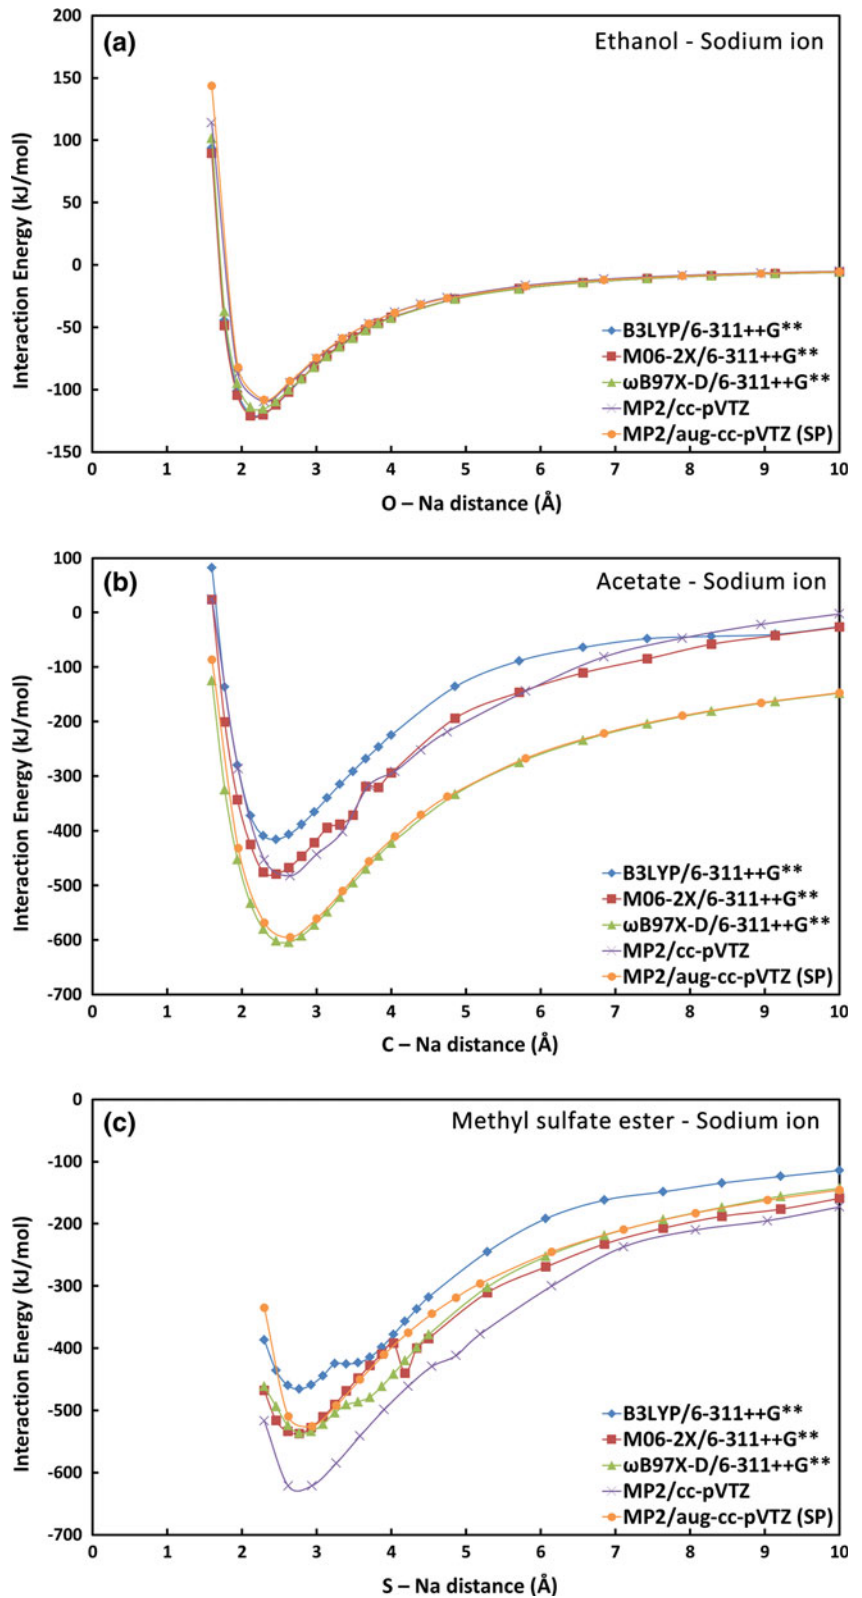 (a)
Ethanol - Sodium ion
200
150
100
50
0
-50
-100
-150
Interaction Energy (kJ/mol)
B3LYP/6-311++G**
M06-2X/6-311++G**
ωB97X-D/6-311++G**
MP2/cc-pVTZ
MP2/aug-cc-pVTZ (SP)
0 1 2 3 4 5 6 7 8 9 10
O – Na distance (Å)
(b)
Acetate - Sodium ion
100
0
-100
-200
-300
-400
-500
-600
-700
Interaction Energy (kJ/mol)
B3LYP/6-311++G**
M06-2X/6-311++G**
ωB97X-D/6-311++G**
MP2/cc-pVTZ
MP2/aug-cc-pVTZ (SP)
0 1 2 3 4 5 6 7 8 9 10
C – Na distance (Å)
(c)
Methyl sulfate ester - Sodium ion
0
-100
-200
-300
-400
-500
-600
-700
Interaction Energy (kJ/mol)
B3LYP/6-311++G**
M06-2X/6-311++G**
ωB97X-D/6-311++G**
MP2/cc-pVTZ
MP2/aug-cc-pVTZ (SP)
0 1 2 3 4 5 6 7 8 9 10
S – Na distance (Å)